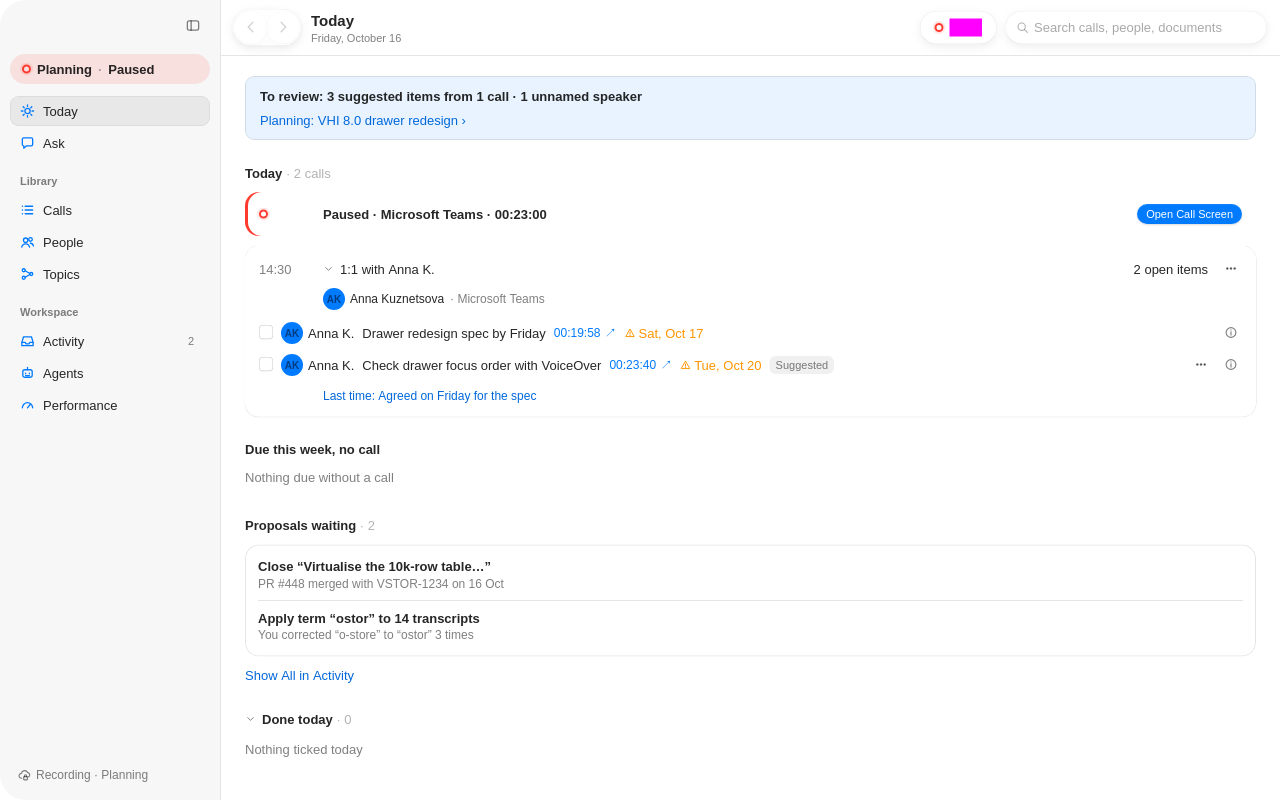 Today
Friday, October 16
Search calls, people, documents
Planning · Paused
Today
Ask
Library
Calls
People
Topics
Workspace
Activity 2
Agents
Performance
Recording · Planning
To review: 3 suggested items from 1 call · 1 unnamed speaker
Planning: VHI 8.0 drawer redesign ›
Today · 2 calls
Paused · Microsoft Teams · 00:23:00
Open Call Screen
14:30 1:1 with Anna K. 2 open items
AK Anna Kuznetsova · Microsoft Teams
AK Anna K. Drawer redesign spec by Friday 00:19:58 ↗ Sat, Oct 17
AK Anna K. Check drawer focus order with VoiceOver 00:23:40 ↗ Tue, Oct 20 Suggested
Last time: Agreed on Friday for the spec
Due this week, no call
Nothing due without a call
Proposals waiting · 2
Close “Virtualise the 10k-row table…”
PR #448 merged with VSTOR-1234 on 16 Oct
Apply term “ostor” to 14 transcripts
You corrected “o-store” to “ostor” 3 times
Show All in Activity
Done today · 0
Nothing ticked today